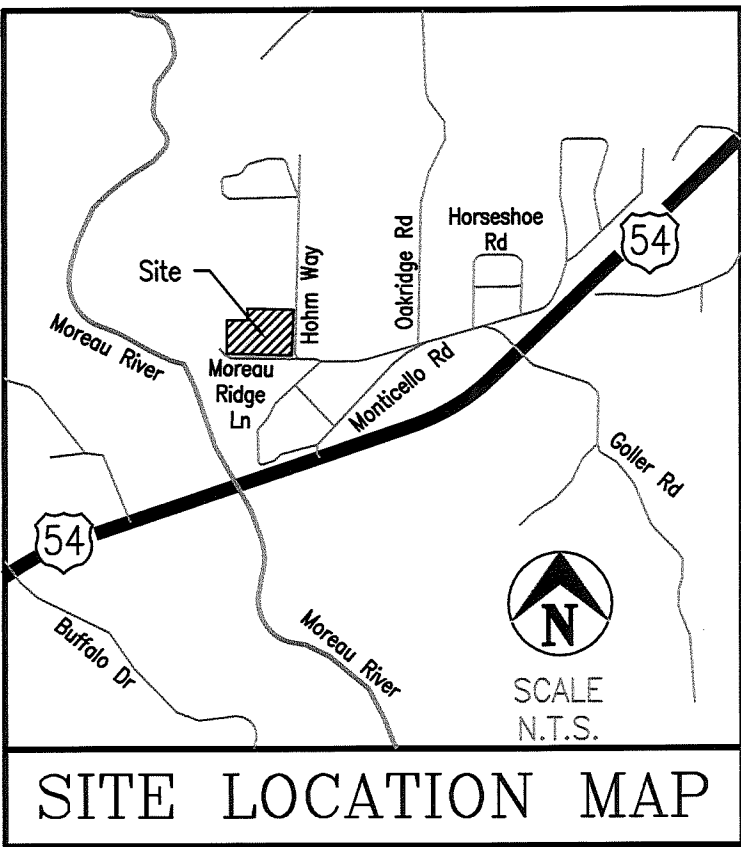 Horseshoe
Rd
54
Oakridge Rd
Hohm Way
Site
Moreau River
Moreau
Ridge
Ln
Monticello Rd
Goller Rd
54
Buffalo Dr
Moreau River
N
SCALE
N.T.S.
SITE LOCATION MAP